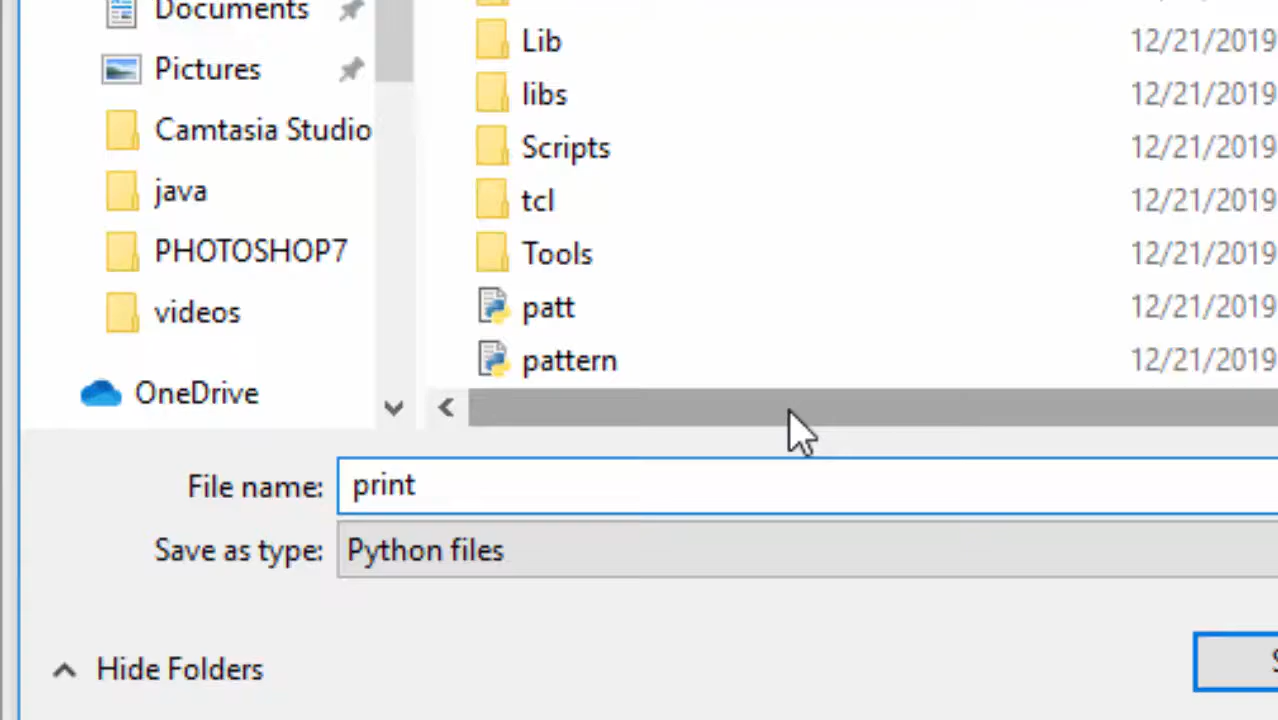 Documents
Pictures
Camtasia Studio
java
PHOTOSHOP7
videos
OneDrive
Lib 12/21/2019
libs 12/21/2019
Scripts 12/21/2019
tcl 12/21/2019
Tools 12/21/2019
patt 12/21/2019
pattern 12/21/2019
File name: print
Save as type: Python files
Hide Folders